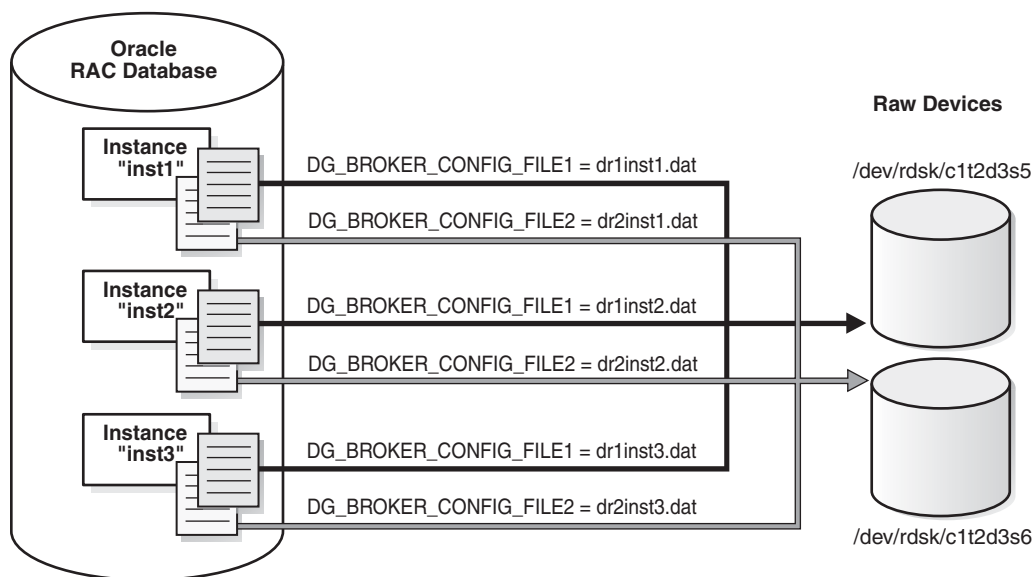 Oracle
RAC Database
Raw Devices
Instance
"inst1"
DG_BROKER_CONFIG_FILE1 = dr1inst1.dat
/dev/rdsk/c1t2d3s5
DG_BROKER_CONFIG_FILE2 = dr2inst1.dat
Instance
"inst2"
DG_BROKER_CONFIG_FILE1 = dr1inst2.dat
DG_BROKER_CONFIG_FILE2 = dr2inst2.dat
Instance
"inst3"
DG_BROKER_CONFIG_FILE1 = dr1inst3.dat
DG_BROKER_CONFIG_FILE2 = dr2inst3.dat
/dev/rdsk/c1t2d3s6